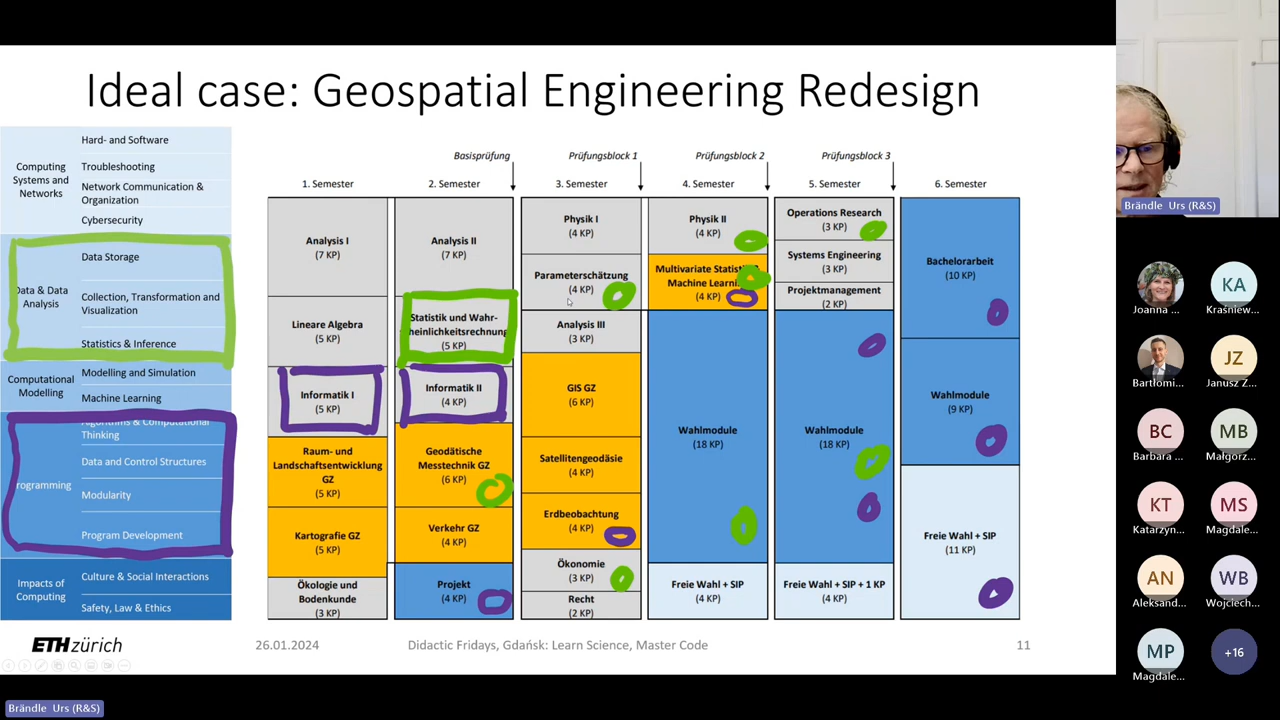 Ideal case: Geospatial Engineering Redesign
Computing
Systems and
Networks
Hard- and Software
Troubleshooting
Network Communication &
Organization
Cybersecurity
Data & Data
Analysis
Data Storage
Collection, Transformation and
Visualization
Statistics & Inference
Computational
Modelling
Modelling and Simulation
Machine Learning
rogramming
Algorithms & Computational
Thinking
Data and Control Structures
Modularity
Program Development
Impacts of
Computing
Culture & Social Interactions
Safety, Law & Ethics
Basisprüfung
Prüfungsblock 1
Prüfungsblock 2
Prüfungsblock 3
1. Semester
2. Semester
3. Semester
4. Semester
5. Semester
6. Semester
Analysis I
(7 KP)
Lineare Algebra
(5 KP)
Informatik I
(5 KP)
Raum- und
Landschaftsentwicklung
GZ
(5 KP)
Kartografie GZ
(5 KP)
Ökologie und
Bodenkunde
(3 KP)
Analysis II
(7 KP)
Statistik und Wahr-
heinlichkeitsrechnung
(5 KP)
Informatik II
(4 KP)
Geodätische
Messtechnik GZ
(6 KP)
Verkehr GZ
(4 KP)
Projekt
(4 KP)
Physik I
(4 KP)
Parameterschätzung
(4 KP)
Analysis III
(3 KP)
GIS GZ
(6 KP)
Satellitengeodäsie
(4 KP)
Erdbeobachtung
(4 KP)
Ökonomie
(3 KP)
Recht
(2 KP)
Physik II
(4 KP)
Multivariate Statist
Machine Learni
(4 KP)
Wahlmodule
(18 KP)
Freie Wahl + SIP
(4 KP)
Operations Research
(3 KP)
Systems Engineering
(3 KP)
Projektmanagement
(2 KP)
Wahlmodule
(18 KP)
Freie Wahl + SIP + 1 KP
(4 KP)
Bachelorarbeit
(10 KP)
Wahlmodule
(9 KP)
Freie Wahl + SIP
(11 KP)
ETH zürich
26.01.2024
Didactic Fridays, Gdańsk: Learn Science, Master Code
11
Brändle Urs (R&S)
Brändle Urs (R&S)
Joanna ...
KA
Kraśniew...
Bartłomi...
JZ
Janusz Z...
BC
Barbara ...
MB
Małgorz...
KT
Katarzyn...
MS
Magdale...
AN
Aleksand...
WB
Wojciech...
MP
Magdale...
+16